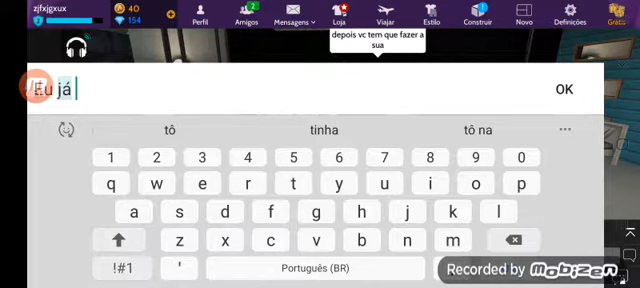 zjfxjgxux
40
154
Perfil
Amigos
2
Mensagens
Loja
Viajar
Estilo
Construir
Novo
Definições
Grátis
depois vc tem que fazer a
sua
Eu já
OK
tô tinha tô na
1 2 3 4 5 6 7 8 9 0
q w e r t y u i o p
a s d f g h j k l
z x c v b n m
!#1 ' Português (BR)
Recorded by mobizen